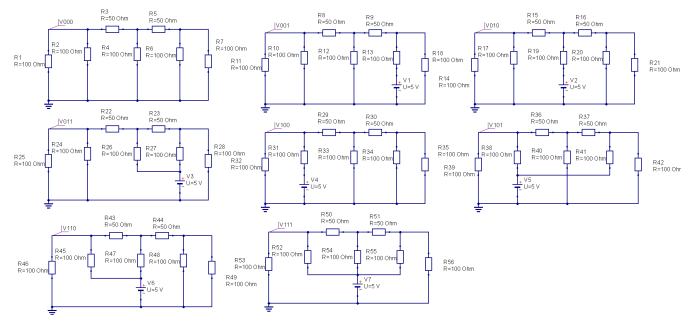 V000
R3
R=50 Ohm
R5
R=50 Ohm
R1
R=100 Ohm
R2
R=100 Ohm
R4
R=100 Ohm
R6
R=100 Ohm
R7
R=100 Ohm
V001
R8
R=50 Ohm
R9
R=50 Ohm
R10
R=100 Ohm
R11
R=100 Ohm
R12
R=100 Ohm
R13
R=100 Ohm
V1
U=5 V
R18
R=100 Ohm
R14
R=100 Ohm
V010
R15
R=50 Ohm
R16
R=50 Ohm
R17
R=100 Ohm
R19
R=100 Ohm
R20
R=100 Ohm
V2
U=5 V
R21
R=100 Ohm
V011
R22
R=50 Ohm
R23
R=50 Ohm
R24
R=100 Ohm
R25
R=100 Ohm
R26
R=100 Ohm
R27
R=100 Ohm
V3
U=5 V
R28
R=100 Ohm
V100
R29
R=50 Ohm
R30
R=50 Ohm
R31
R=100 Ohm
R32
R=100 Ohm
R33
R=100 Ohm
R34
R=100 Ohm
V4
U=5 V
R35
R=100 Ohm
V101
R36
R=50 Ohm
R37
R=50 Ohm
R38
R=100 Ohm
R39
R=100 Ohm
R40
R=100 Ohm
R41
R=100 Ohm
V5
U=5 V
R42
R=100 Ohm
V110
R43
R=50 Ohm
R44
R=50 Ohm
R45
R=100 Ohm
R46
R=100 Ohm
R47
R=100 Ohm
R48
R=100 Ohm
V6
U=5 V
R49
R=100 Ohm
V111
R50
R=50 Ohm
R51
R=50 Ohm
R52
R=100 Ohm
R53
R=100 Ohm
R54
R=100 Ohm
R55
R=100 Ohm
V7
U=5 V
R56
R=100 Ohm